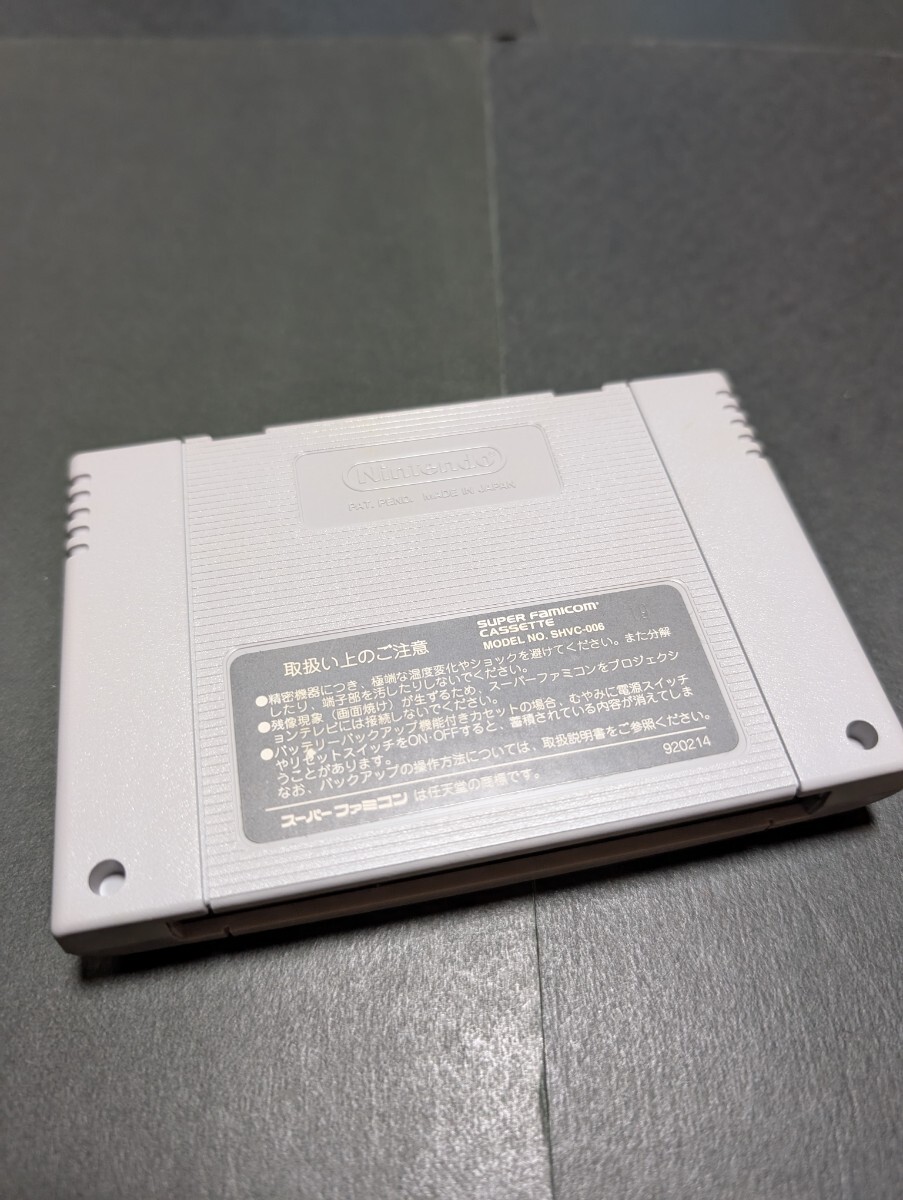 Nintendo
PAT. PEND. MADE IN JAPAN
SUPER FAMICOM
CASSETTE
MODEL NO. SHVC-006
取扱い上のご注意
●精密機器につき、極端な温度変化やショックを避けてください。また分解
したり、端子部を汚したりしないでください。
●残像現象(画面焼け)が生ずるため、スーパーファミコンをプロジェクシ
ョンテレビには接続しないでください。
●バッテリーバックアップ機能付きカセットの場合、むやみに電源スイッチ
やリセットスイッチをON・OFFすると、蓄積されている内容が消えてしま
うことがあります。
なお、バックアップの操作方法については、取扱説明書をご参照ください。
920214
スーパーファミコン は任天堂の商標です。